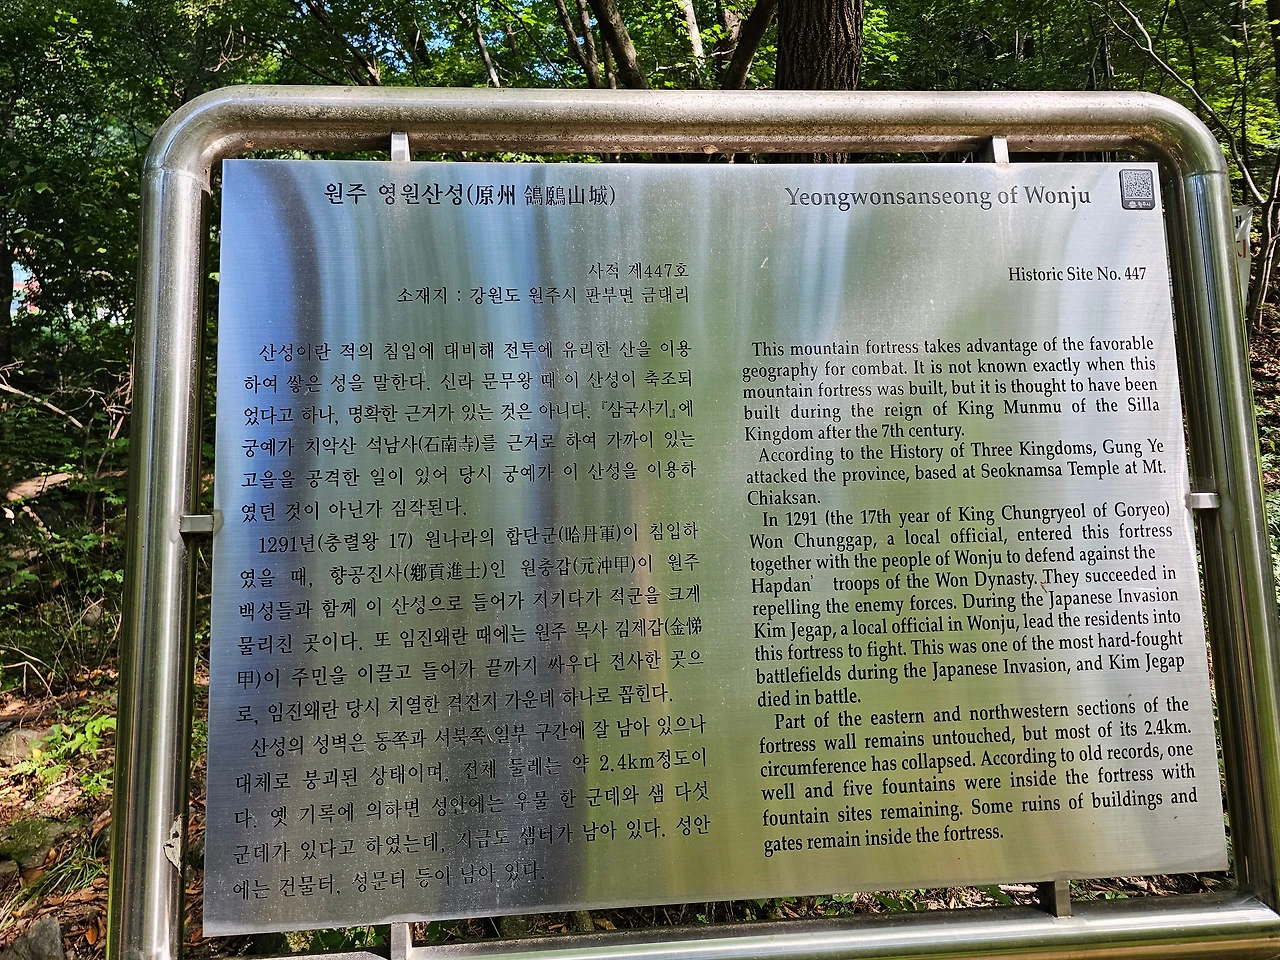 원주 영원산성(原州 鴒鴎山城)
사적 제447호
소재지 : 강원도 원주시 판부면 금대리
산성이란 적의 침입에 대비해 전투에 유리한 산을 이용
하여 쌓은 성을 말한다. 신라 문무왕 때 이 산성이 축조되
었다고 하나, 명확한 근거가 있는 것은 아니다. 『삼국사기』에
궁예가 치악산 석남사(石南寺)를 근거로 하여 가까이 있는
고을을 공격한 일이 있어 당시 궁예가 이 산성을 이용하
였던 것이 아닌가 짐작된다.
1291년(충렬왕 17) 원나라의 합단군(哈丹軍)이 침입하
였을 때, 향공진사(鄕貢進士)인 원충갑(元沖甲)이 원주
백성들과 함께 이 산성으로 들어가 지키다가 적군을 크게
물리친 곳이다. 또 임진왜란 때에는 원주 목사 김제갑(金悌
甲)이 주민을 이끌고 들어가 끝까지 싸우다 전사한 곳으
로, 임진왜란 당시 치열한 격전지 가운데 하나로 꼽힌다.
산성의 성벽은 동쪽과 서북쪽 일부 구간에 잘 남아 있으나
대체로 붕괴된 상태이며, 전체 둘레는 약 2.4km정도이
다. 옛 기록에 의하면 성안에는 우물 한 군데와 샘 다섯
군데가 있다고 하였는데, 지금도 샘터가 남아 있다. 성안
에는 건물터, 성문터 등이 남아 있다.
Yeongwonsanseong of Wonju
원주시
Historic Site No. 447
This mountain fortress takes advantage of the favorable
geography for combat. It is not known exactly when this
mountain fortress was built, but it is thought to have been
built during the reign of King Munmu of the Silla
Kingdom after the 7th century.
According to the History of Three Kingdoms, Gung Ye
attacked the province, based at Seoknamsa Temple at Mt.
Chiaksan.
In 1291 (the 17th year of King Chungryeol of Goryeo)
Won Chunggap, a local official, entered this fortress
together with the people of Wonju to defend against the
Hapdan' troops of the Won Dynasty. They succeeded in
repelling the enemy forces. During the Japanese Invasion
Kim Jegap, a local official in Wonju, lead the residents into
this fortress to fight. This was one of the most hard-fought
battlefields during the Japanese Invasion, and Kim Jegap
died in battle.
Part of the eastern and northwestern sections of the
fortress wall remains untouched, but most of its 2.4km.
circumference has collapsed. According to old records, one
well and five fountains were inside the fortress with
fountain sites remaining. Some ruins of buildings and
gates remain inside the fortress.